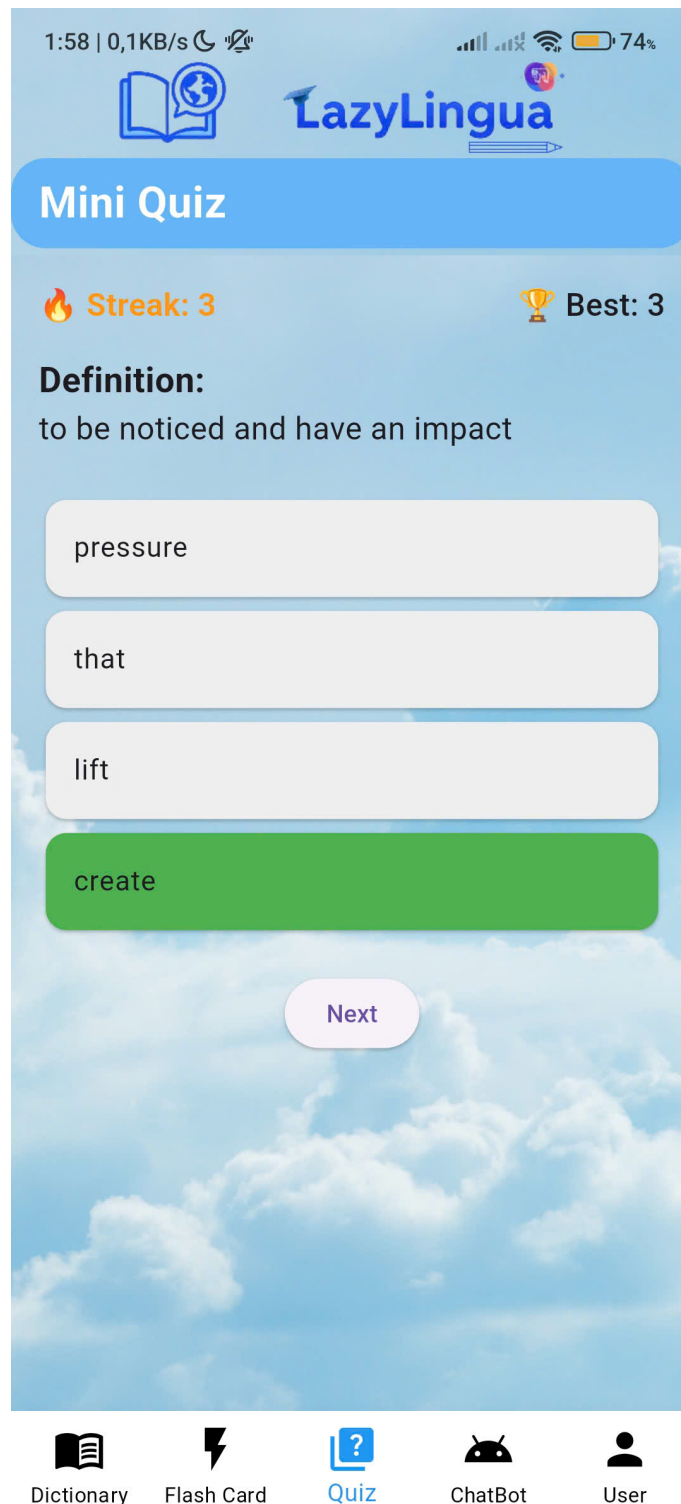 1:58 | 0,1KB/s 74%
LazyLingua
Mini Quiz
Streak: 3 Best: 3
Definition:
to be noticed and have an impact
pressure
that
lift
create
Next
Dictionary Flash Card Quiz ChatBot User